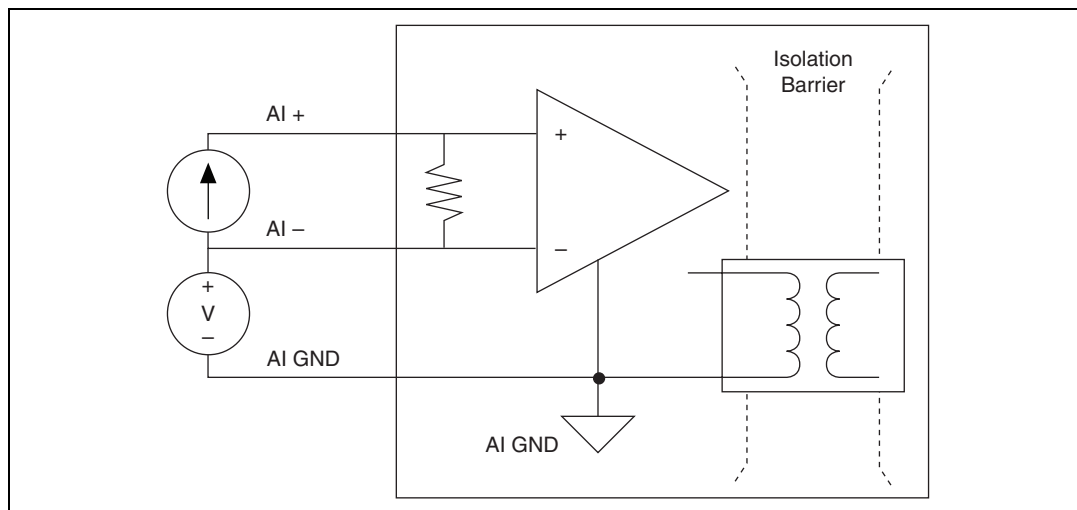 Isolation
Barrier
AI +
+
AI –
–
+
V
–
AI GND
AI GND